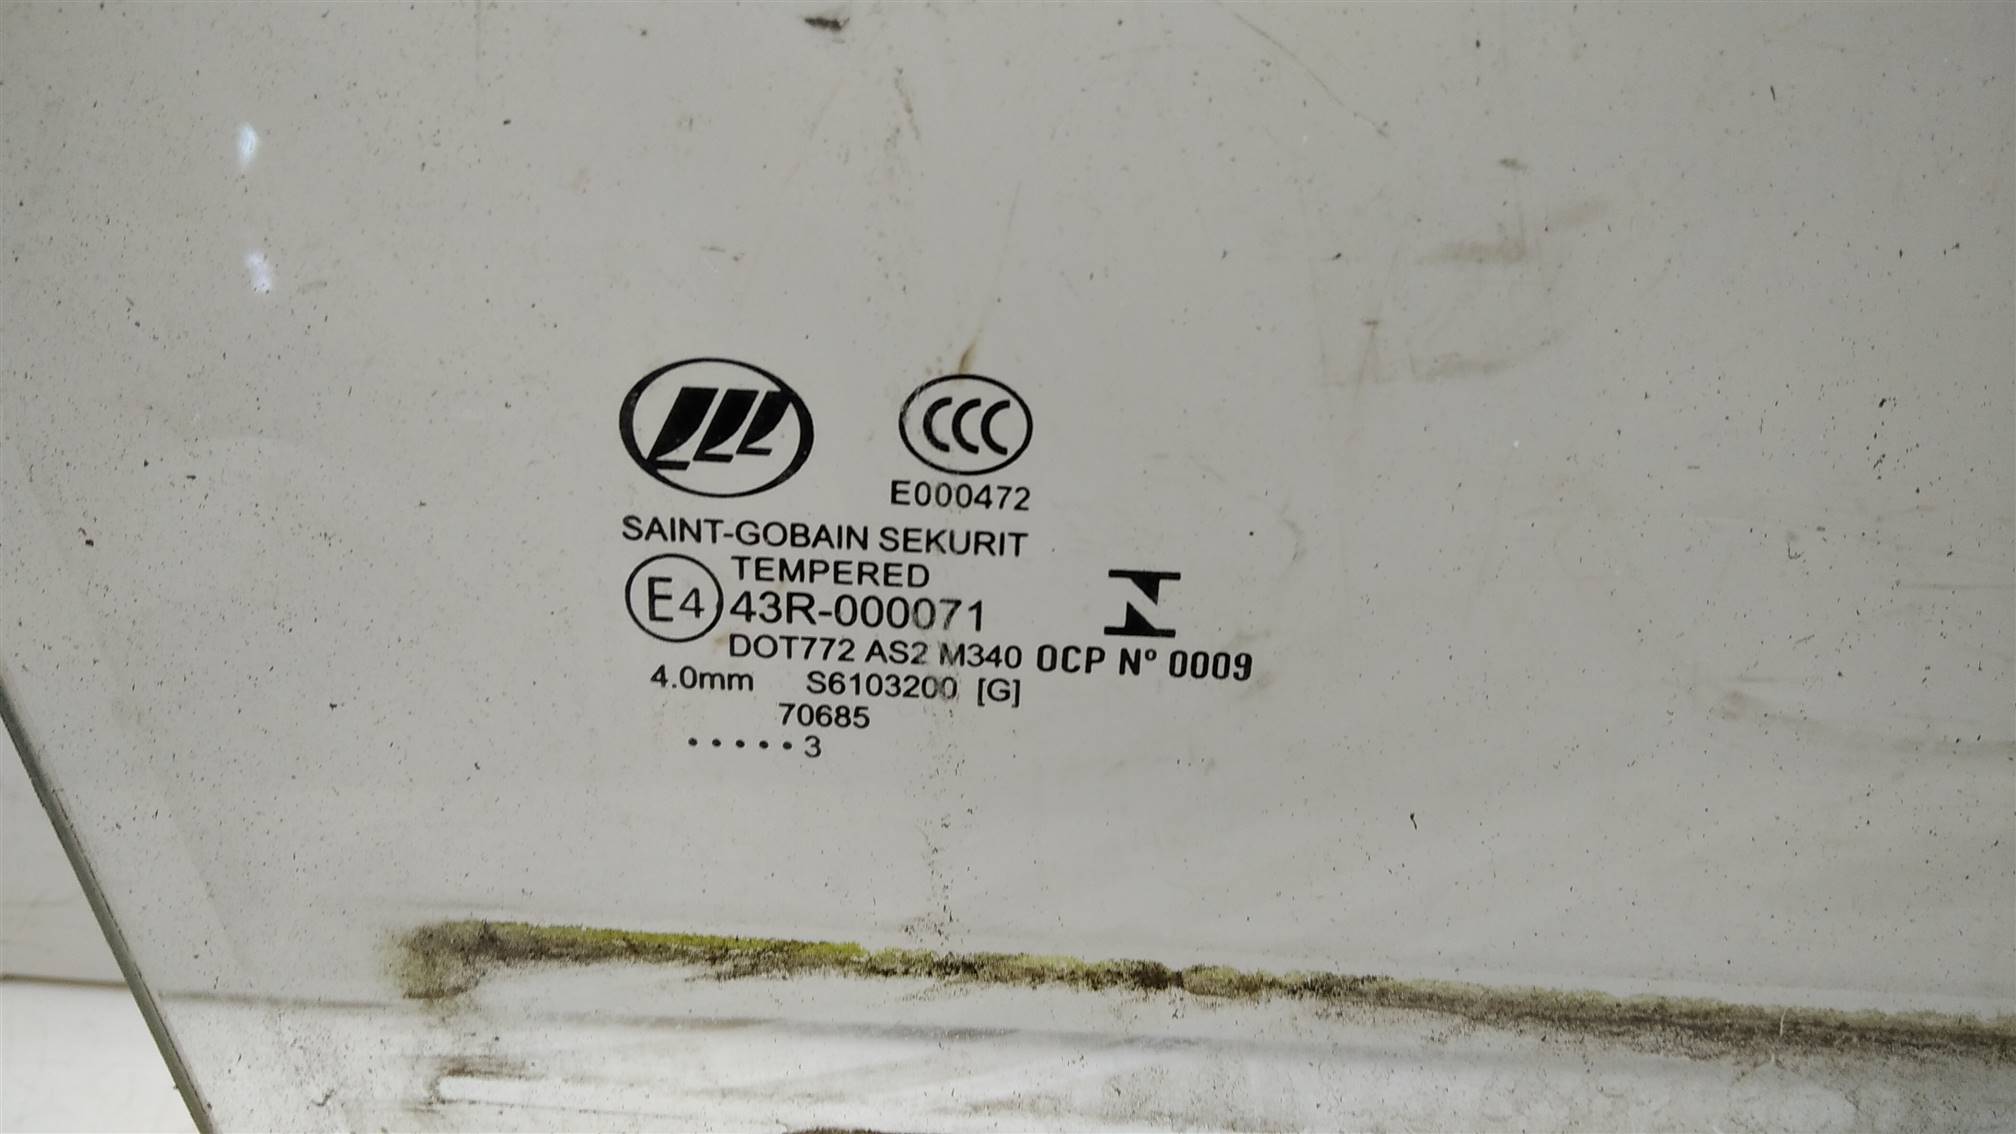 CCC
E000472
SAINT-GOBAIN SEKURIT
TEMPERED
E4 43R-000071
DOT772 AS2 M340 OCP Nº 0009
4.0mm S6103200 [G]
70685
.....3